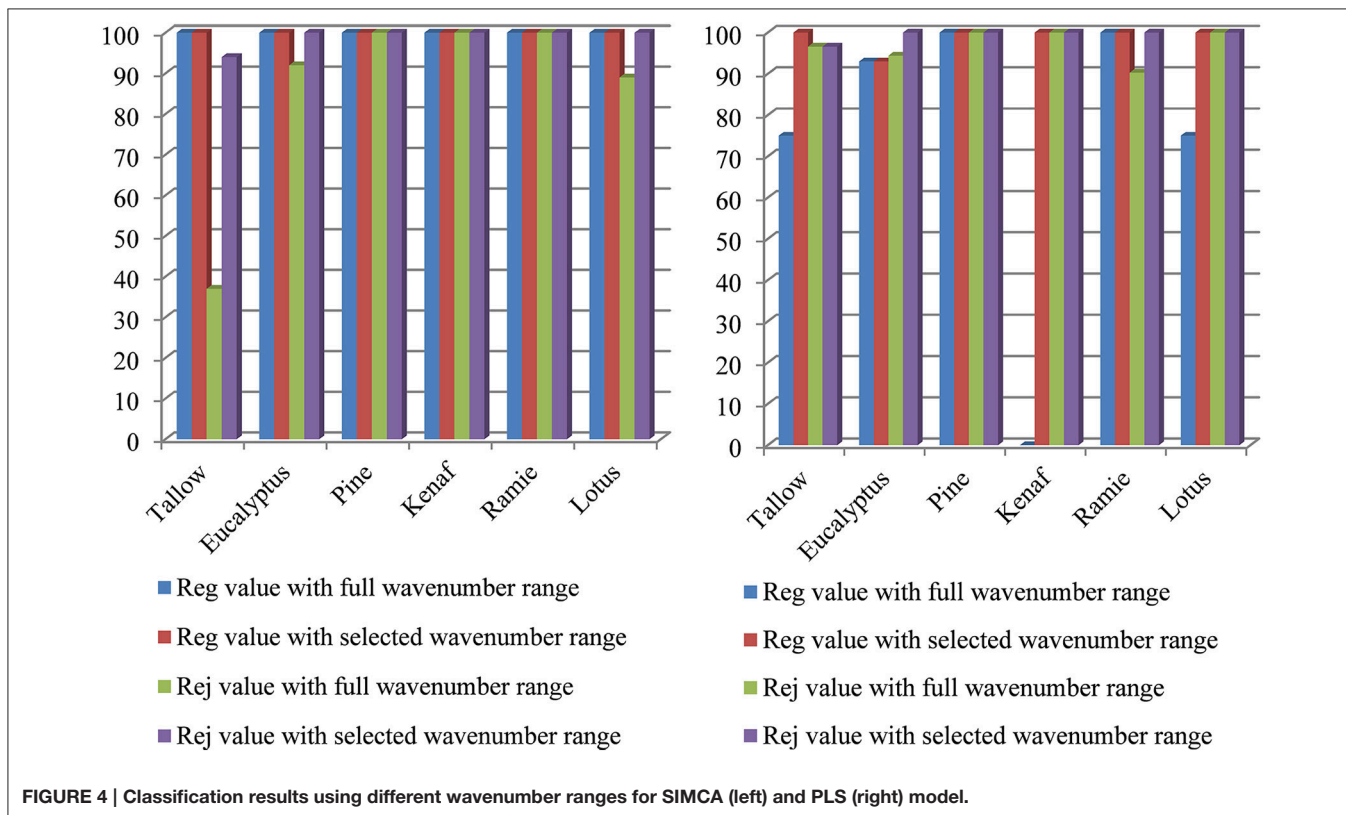 100
90
80
70
60
50
40
30
20
10
0
Tallow
Eucalyptus
Pine
Kenaf
Ramie
Lotus
Reg value with full wavenumber range
Reg value with selected wavenumber range
Rej value with full wavenumber range
Rej value with selected wavenumber range
100
90
80
70
60
50
40
30
20
10
0
Tallow
Eucalyptus
Pine
Kenaf
Ramie
Lotus
Reg value with full wavenumber range
Reg value with selected wavenumber range
Rej value with full wavenumber range
Rej value with selected wavenumber range
FIGURE 4 | Classification results using different wavenumber ranges for SIMCA (left) and PLS (right) model.